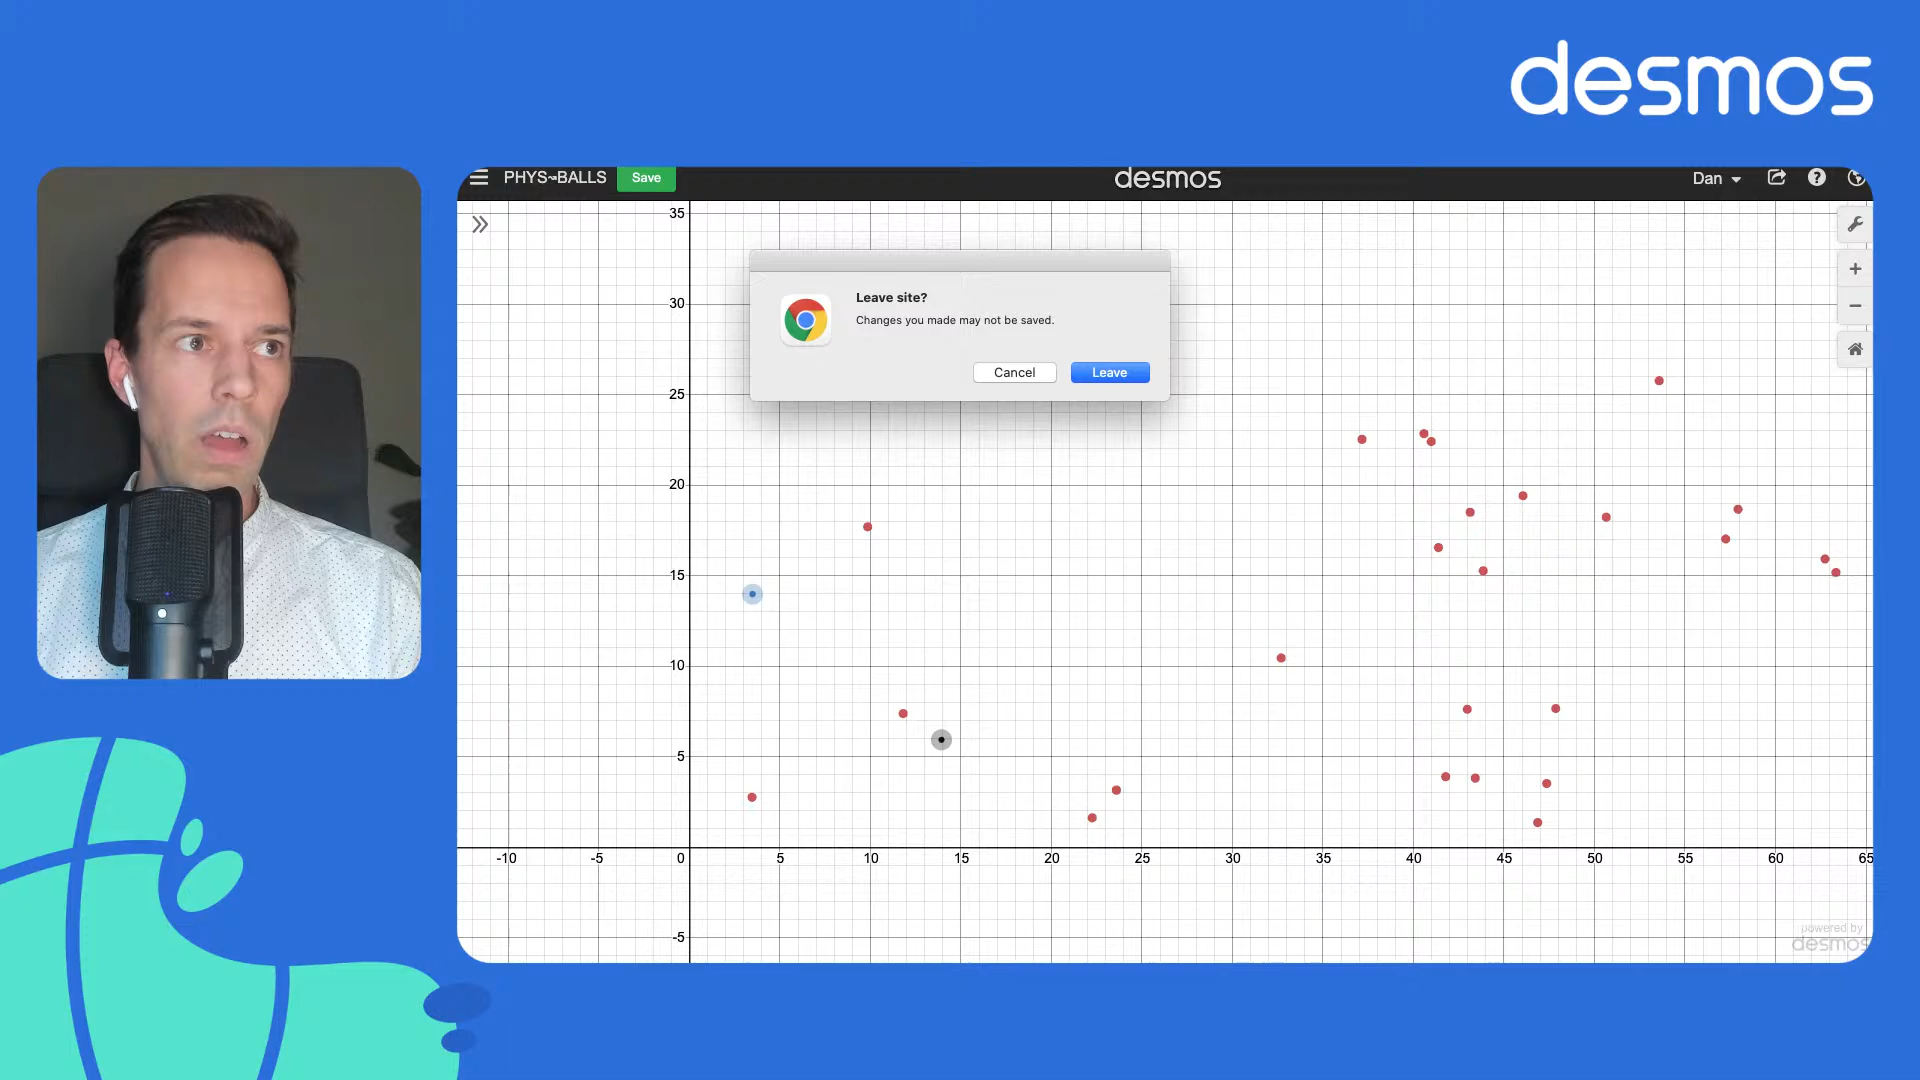 desmos
PHYS~BALLS Save desmos Dan
35
Leave site?
30
Changes you made may not be saved.
Cancel Leave
25
20
15
10
5
-10 -5 0 5 10 15 20 25 30 35 40 45 50 55 60 65
-5
powered by
desmos